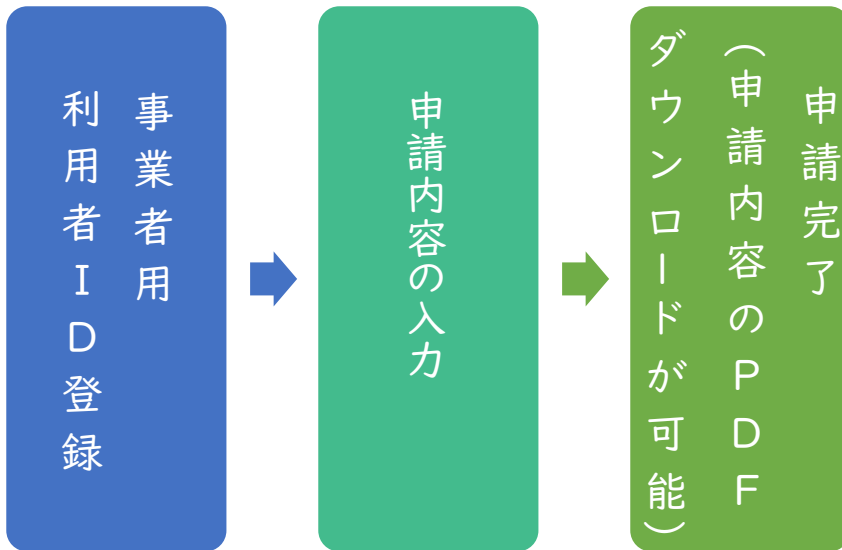 事業者用
利用者ID登録
申請内容の入力
申請完了
（申請内容のPDF
ダウンロードが可能）